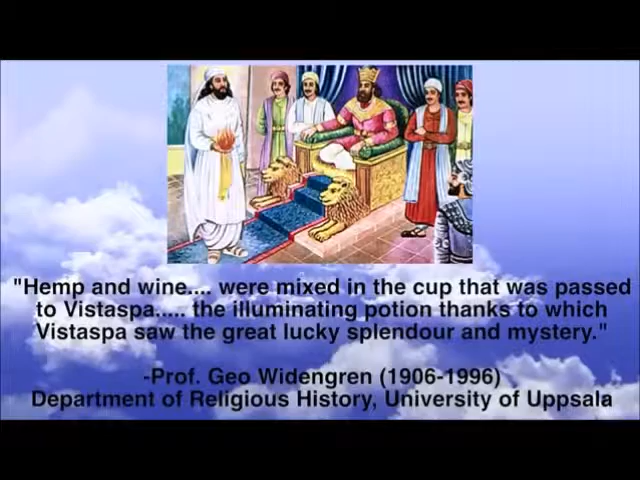 "Hemp and wine.... were mixed in the cup that was passed
to Vistaspa..... the illuminating potion thanks to which
Vistaspa saw the great lucky splendour and mystery."
-Prof. Geo Widengren (1906-1996)
Department of Religious History, University of Uppsala